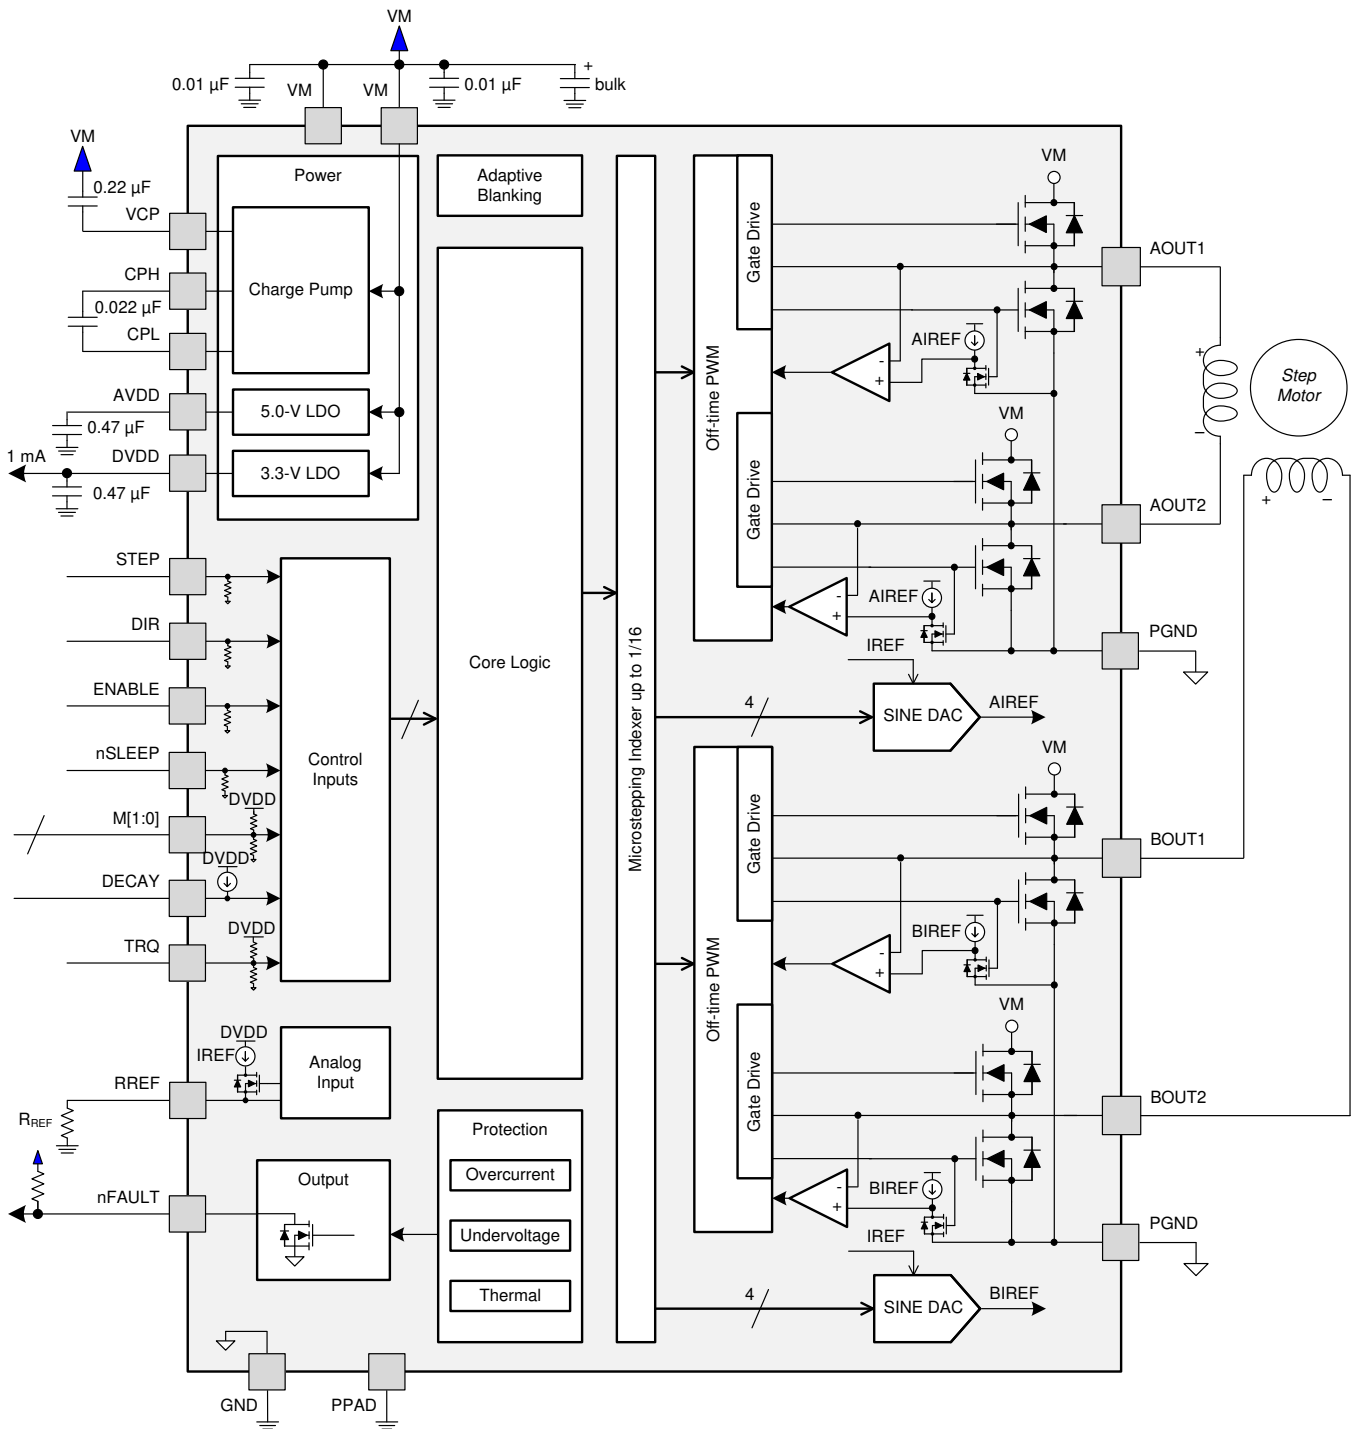 VM
0.01 µF
VM
VM
0.01 µF
+
bulk
VM
0.22 µF
VCP
CPH
0.022 µF
CPL
AVDD
0.47 µF
1 mA
DVDD
0.47 µF
Power
Charge Pump
5.0-V LDO
3.3-V LDO
Adaptive
Blanking
Core Logic
STEP
DIR
ENABLE
nSLEEP
DVDD
M[1:0]
DVDD
DECAY
DVDD
TRQ
Control
Inputs
DVDD
IREF
RREF
RREF
Analog
Input
nFAULT
Output
Protection
Overcurrent
Undervoltage
Thermal
GND
PPAD
Microstepping Indexer up to 1/16
Off-time PWM
Gate Drive
VM
AOUT1
AIREF
-
+
Gate Drive
VM
AOUT2
AIREF
-
+
PGND
IREF
4
SINE DAC
AIREF
Off-time PWM
Gate Drive
VM
BOUT1
BIREF
-
+
Gate Drive
VM
BOUT2
BIREF
-
+
PGND
IREF
4
SINE DAC
BIREF
+
−
Step
Motor
+
−